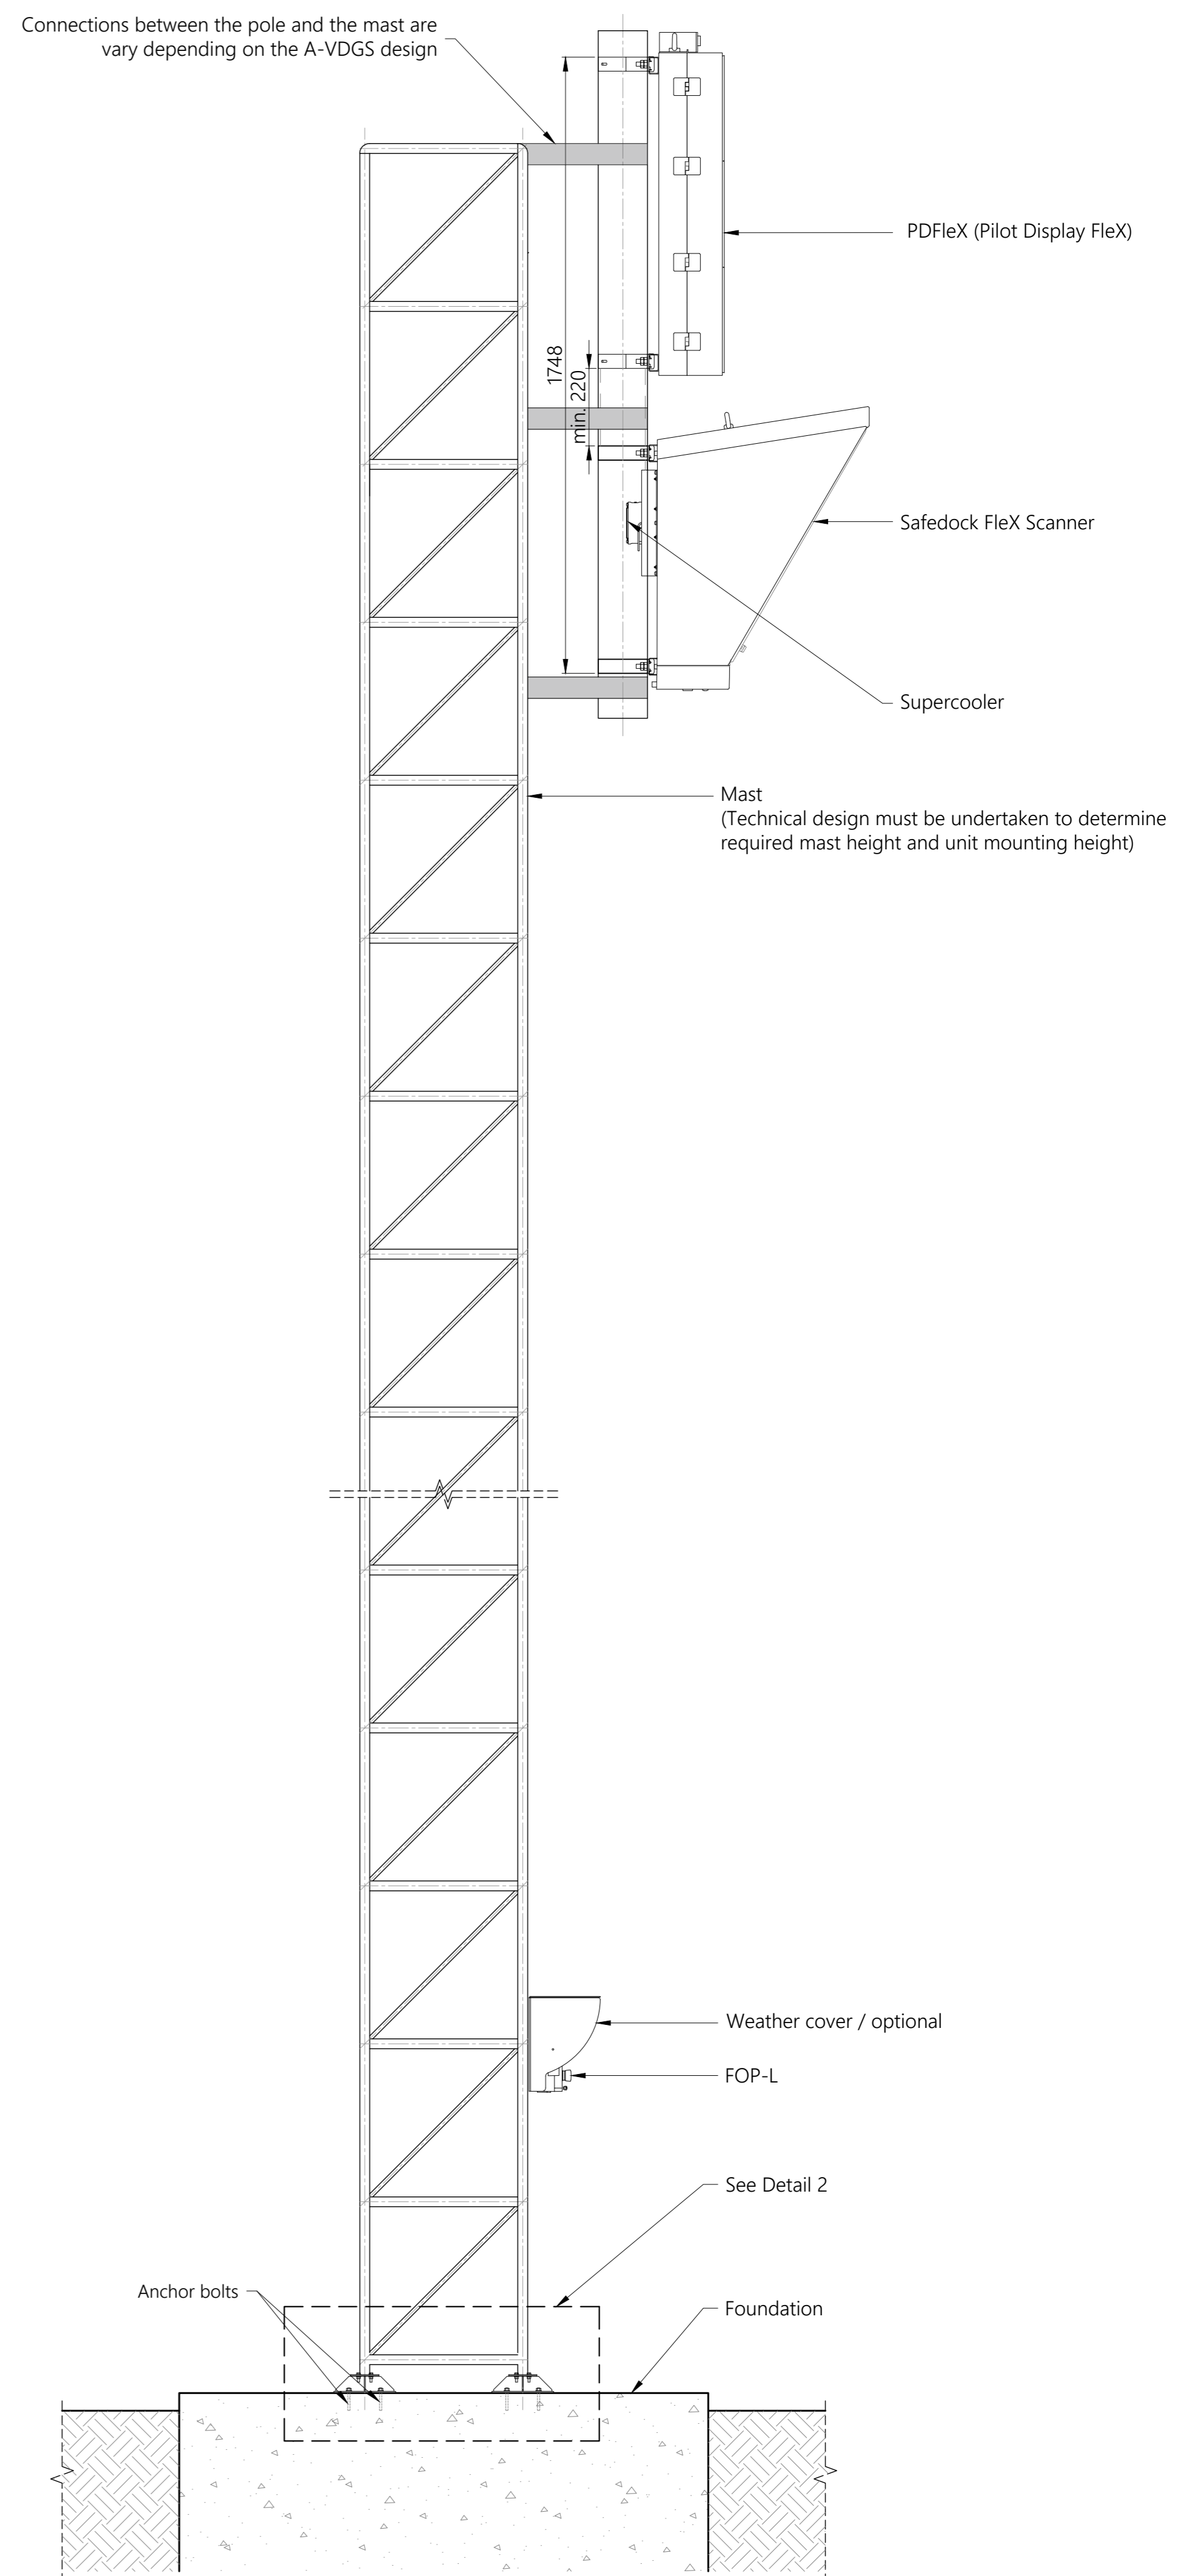 Connections between the pole and the mast are
vary depending on the A-VDGS design
PDFleX (Pilot Display FleX)
1748
min. 220
Safedock FleX Scanner
Supercooler
Mast
(Technical design must be undertaken to determine
required mast height and unit mounting height)
Weather cover / optional
FOP-L
See Detail 2
Anchor bolts
Foundation